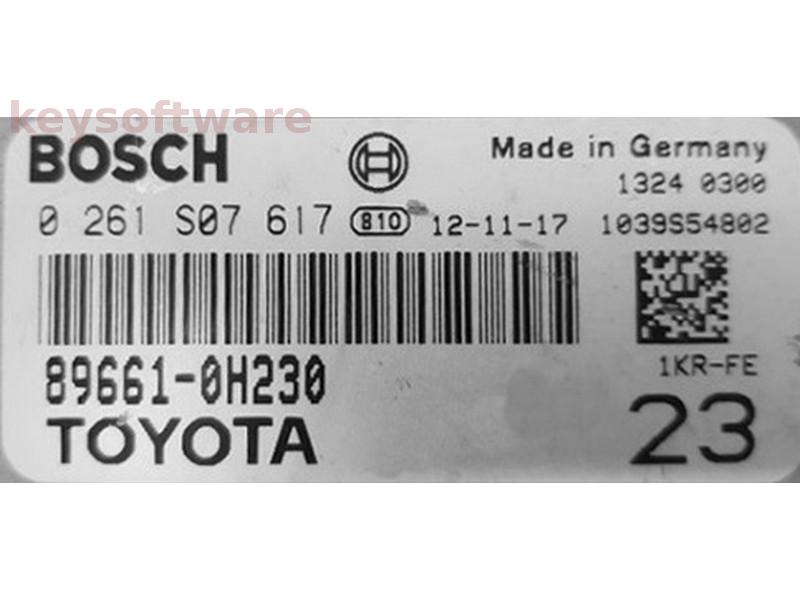 keysoftware
BOSCH
Made in Germany
1324 0300
0 261 S07 617 810 12-11-17 1039S54802
89661-0H230
1KR-FE
TOYOTA
23